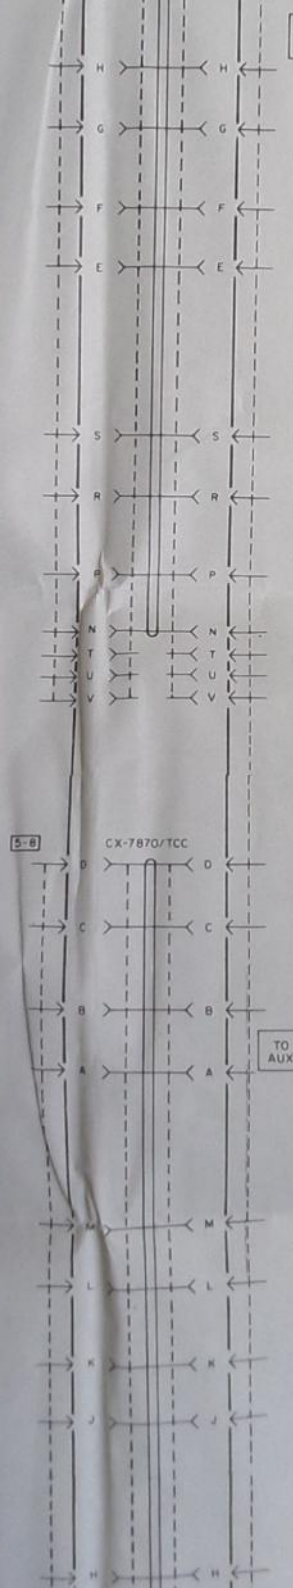 H H
G G
F F
E E
S S
R R
P P
N N
T T
U U
V V
5-8 CX-7870/TCC
D D
C C
B B
TO
AUX
A A
M M
L L
K K
J J
H H